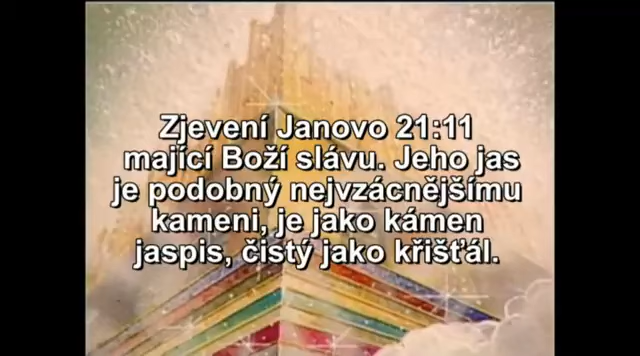 Zjevení Janovo 21:11
mající Boží slávu. Jeho jas
je podobný nejvzácnějšímu
kameni, je jako kámen
jaspis, čistý jako křišťál.